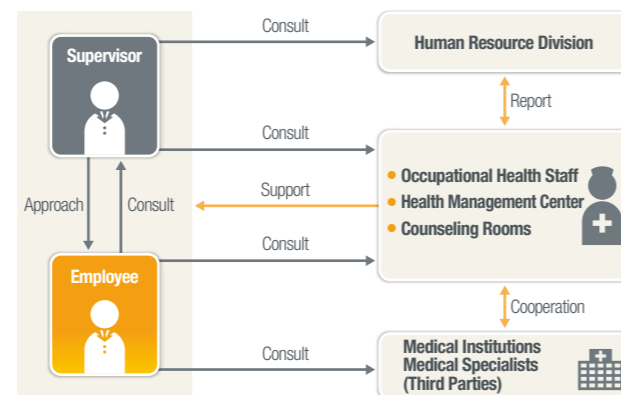 Consult
Supervisor
Human Resource Division
Report
Consult
Occupational Health Staff
Support
Health Management Center
Approach
Consult
Counseling Rooms
Consult
Employee
Cooperation
Consult
Medical Institutions
Medical Specialists
(Third Parties)